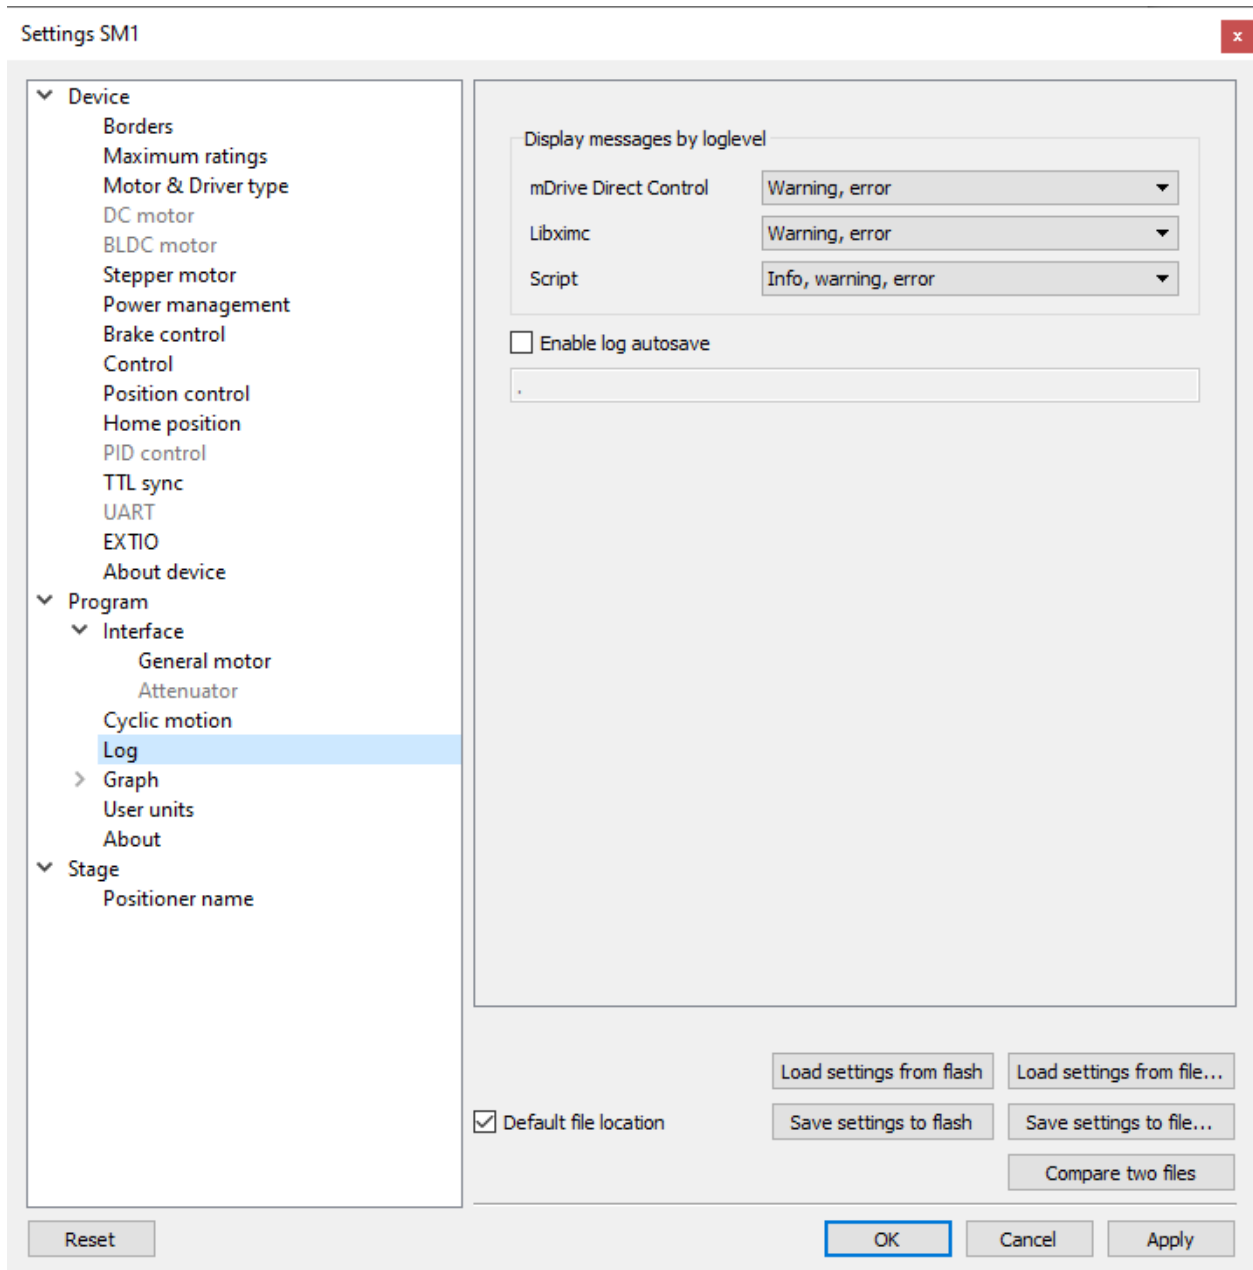 Settings SM1
x
Device
Borders
Maximum ratings
Motor & Driver type
DC motor
BLDC motor
Stepper motor
Power management
Brake control
Control
Position control
Home position
PID control
TTL sync
UART
EXTIO
About device
Program
Interface
General motor
Attenuator
Cyclic motion
Log
Graph
User units
About
Stage
Positioner name
Display messages by loglevel
mDrive Direct Control Warning, error
Libximc Warning, error
Script Info, warning, error
Enable log autosave
.
Load settings from flash Load settings from file...
Default file location Save settings to flash Save settings to file...
Compare two files
Reset OK Cancel Apply